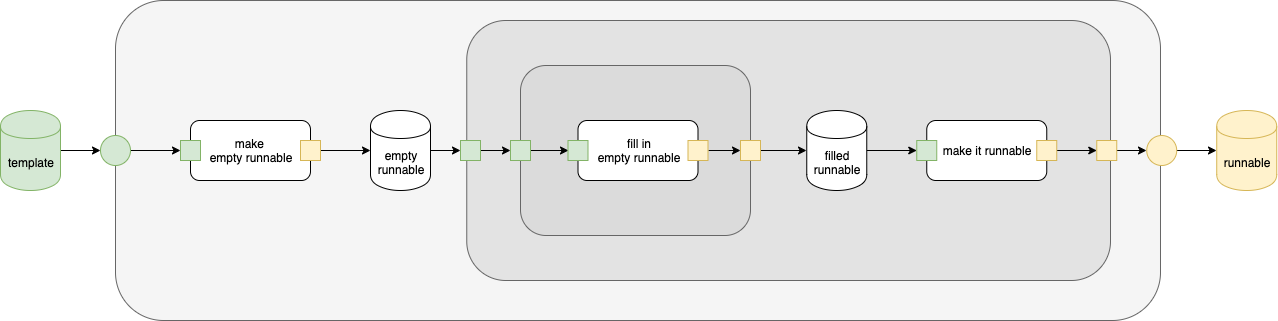 template
make
empty runnable
empty
runnable
fill in
empty runnable
filled
runnable
make it runnable
runnable